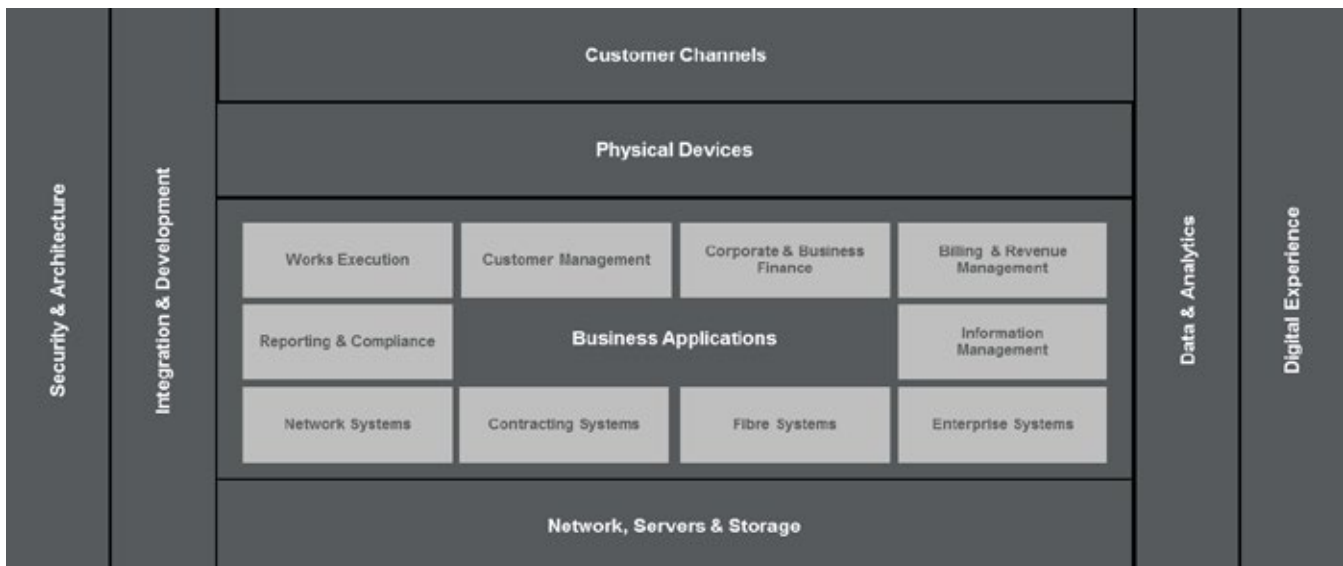 Security & Architecture
Integration & Development
Customer Channels
Physical Devices
Works Execution
Customer Management
Corporate & Business
Finance
Billing & Revenue
Management
Reporting & Compliance
Business Applications
Information
Management
Network Systems
Contracting Systems
Fibre Systems
Enterprise Systems
Network, Servers & Storage
Data & Analytics
Digital Experience